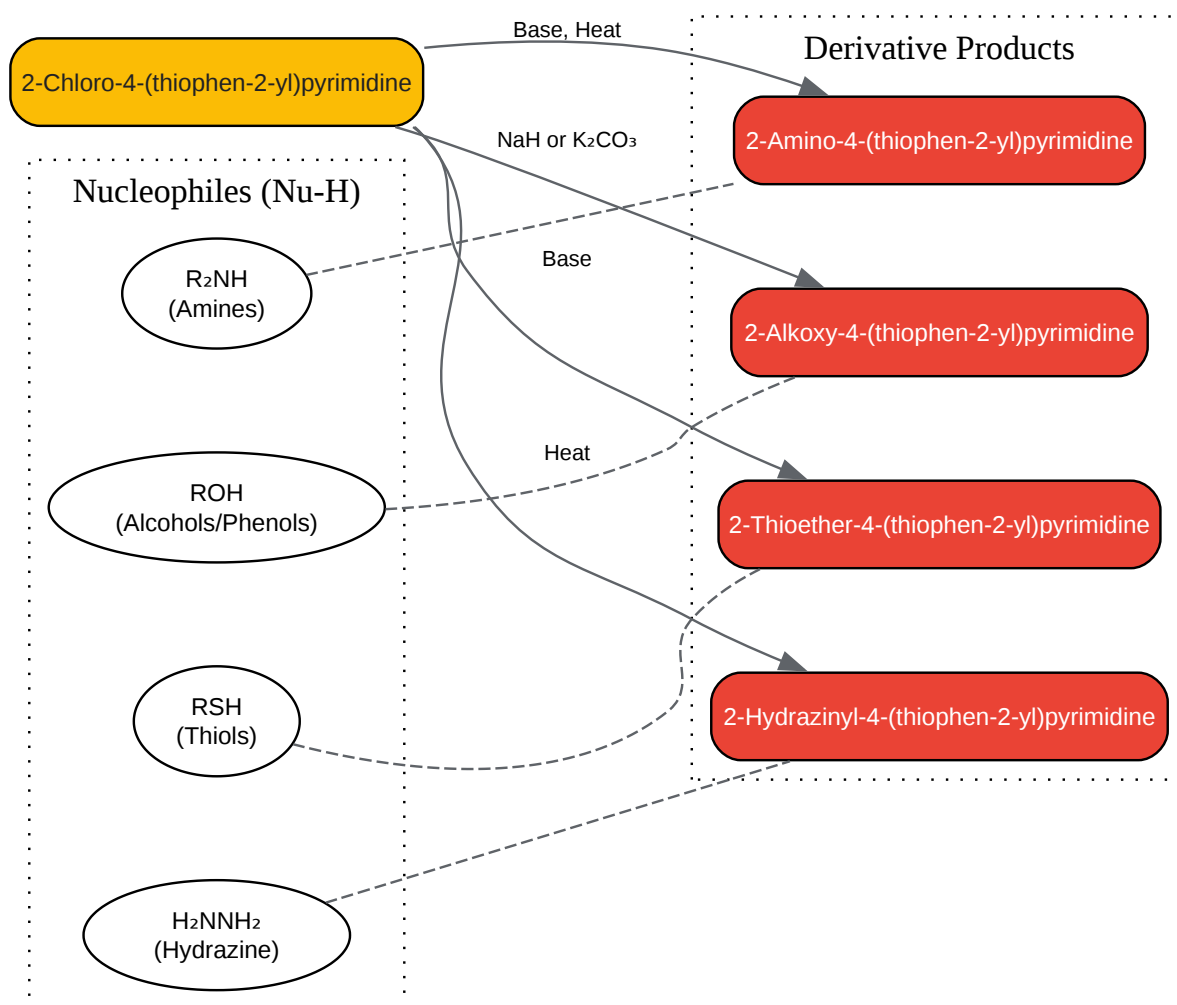 Base, Heat
Derivative Products
2-Chloro-4-(thiophen-2-yl)pyrimidine
NaH or K₂CO₃
2-Amino-4-(thiophen-2-yl)pyrimidine
Nucleophiles (Nu-H)
Base
R₂NH
(Amines)
2-Alkoxy-4-(thiophen-2-yl)pyrimidine
Heat
ROH
(Alcohols/Phenols)
2-Thioether-4-(thiophen-2-yl)pyrimidine
RSH
(Thiols)
2-Hydrazinyl-4-(thiophen-2-yl)pyrimidine
H₂NNH₂
(Hydrazine)